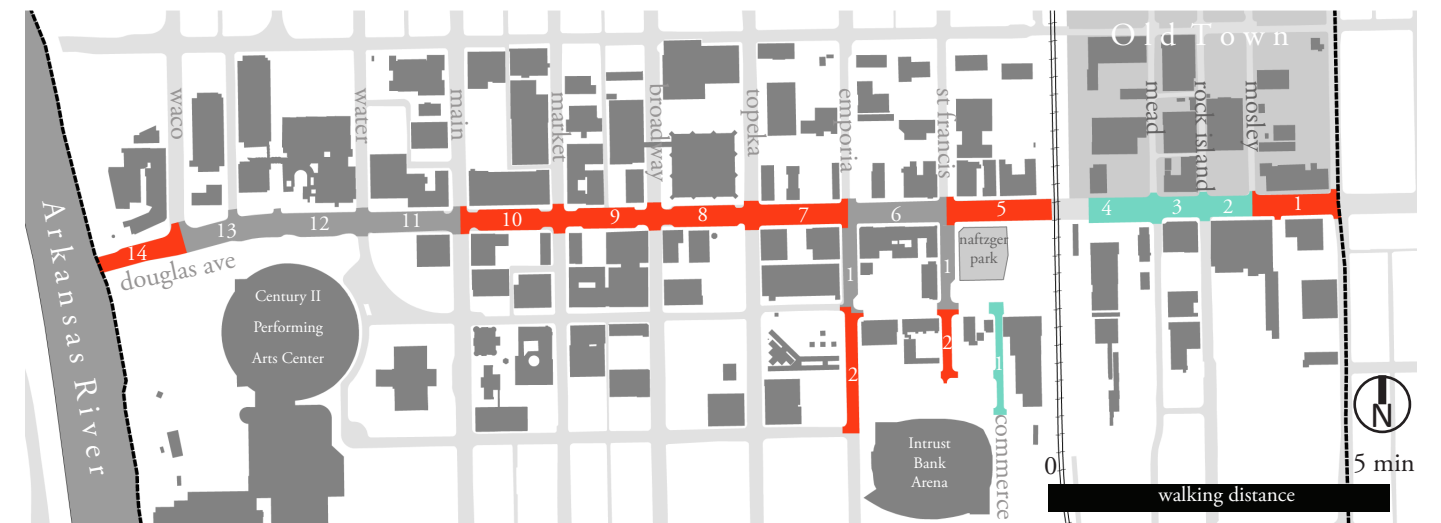 Old Town
waco
water
main
market
broadway
topeka
emporia
st francis
mead
rock island
mosley
Arkansas River
14
13
12
11
10
9
8
7
6
5
4
3
2
1
douglas ave
naftzger
park
1
1
2
2
1
Century II
Performing
Arts Center
Intrust
Bank
Arena
commerce
N
0
5 min
walking distance